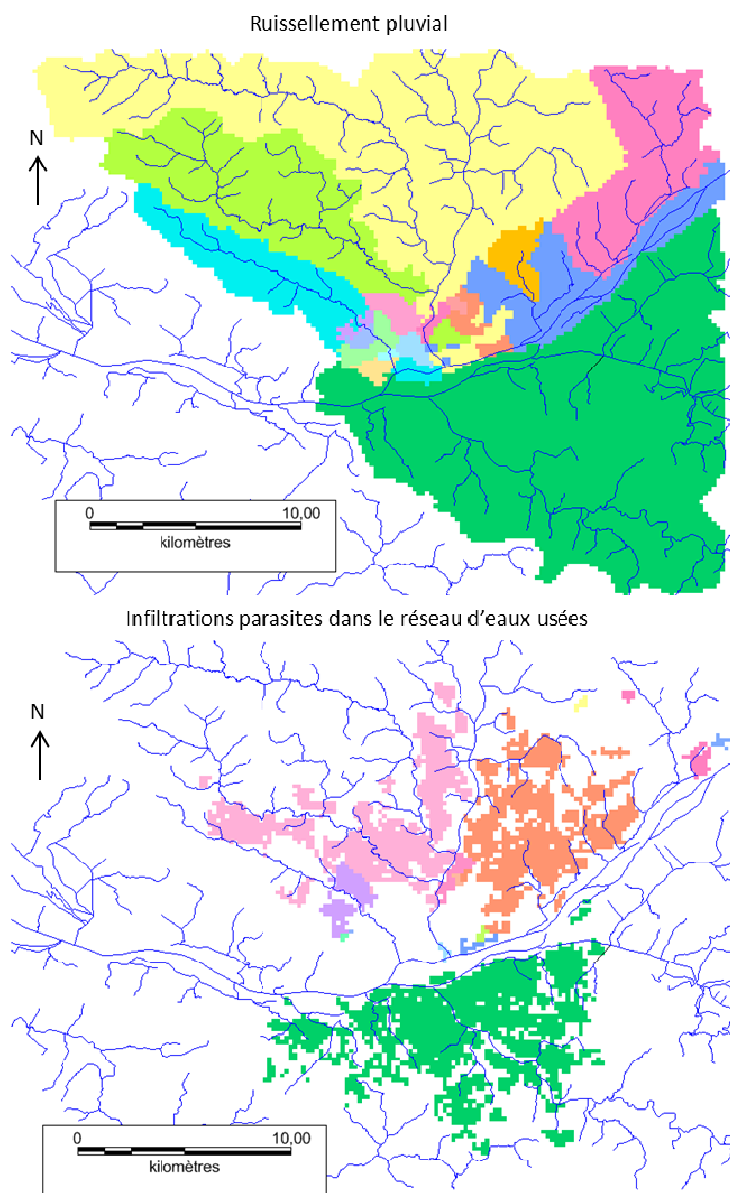 Ruissellement pluvial
N
0 10,00
kilomètres
Infiltrations parasites dans le réseau d'eaux usées
N
0 10,00
kilomètres